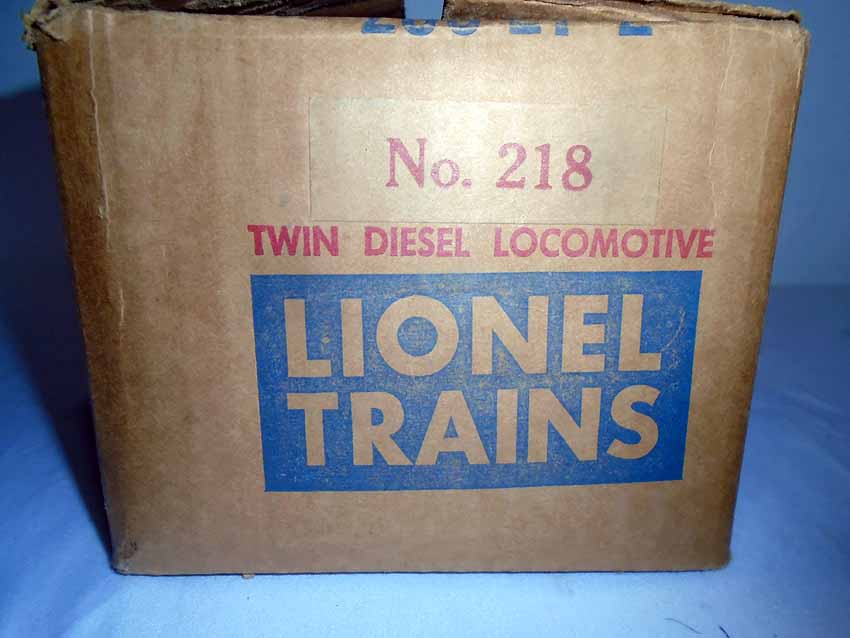 No. 218
TWIN DIESEL LOCOMOTIVE
LIONEL
TRAINS